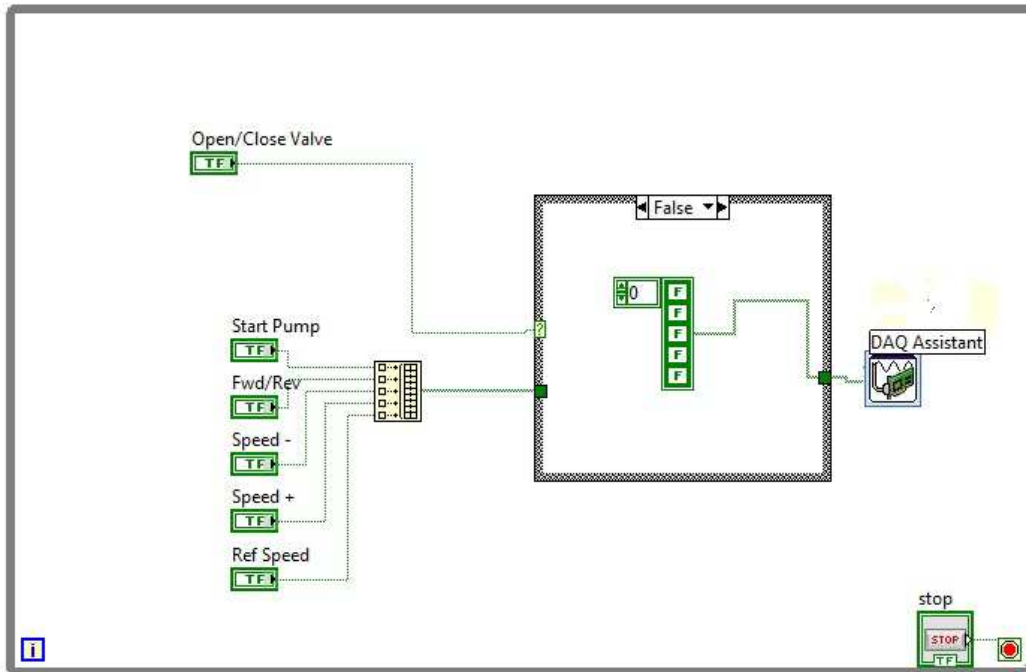 Open/Close Valve
TF
False
0
F
F
F
F
F
?
Start Pump
TF
Fwd/Rev
TF
Speed -
TF
Speed +
TF
Ref Speed
TF
DAQ Assistant
stop
STOP
TF
i